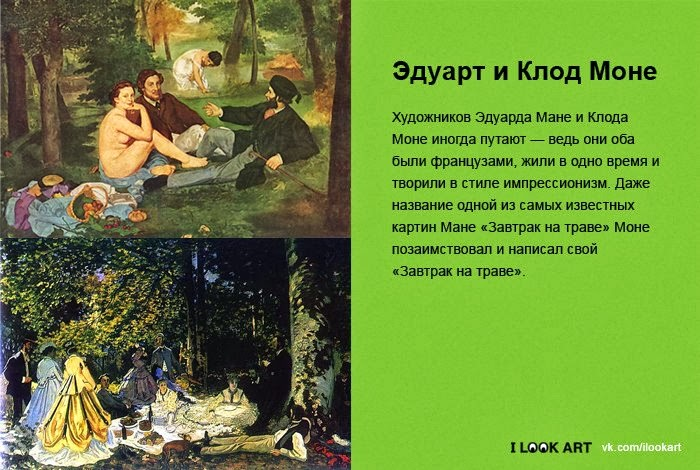 Эдуарт и Клод Моне
Художников Эдуарда Мане и Клода
Моне иногда путают — ведь они оба
были французами, жили в одно время и
творили в стиле импрессионизм. Даже
название одной из самых известных
картин Мане «Завтрак на траве» Моне
позаимствовал и написал свой
«Завтрак на траве».
I LOOK ART vk.com/ilookart